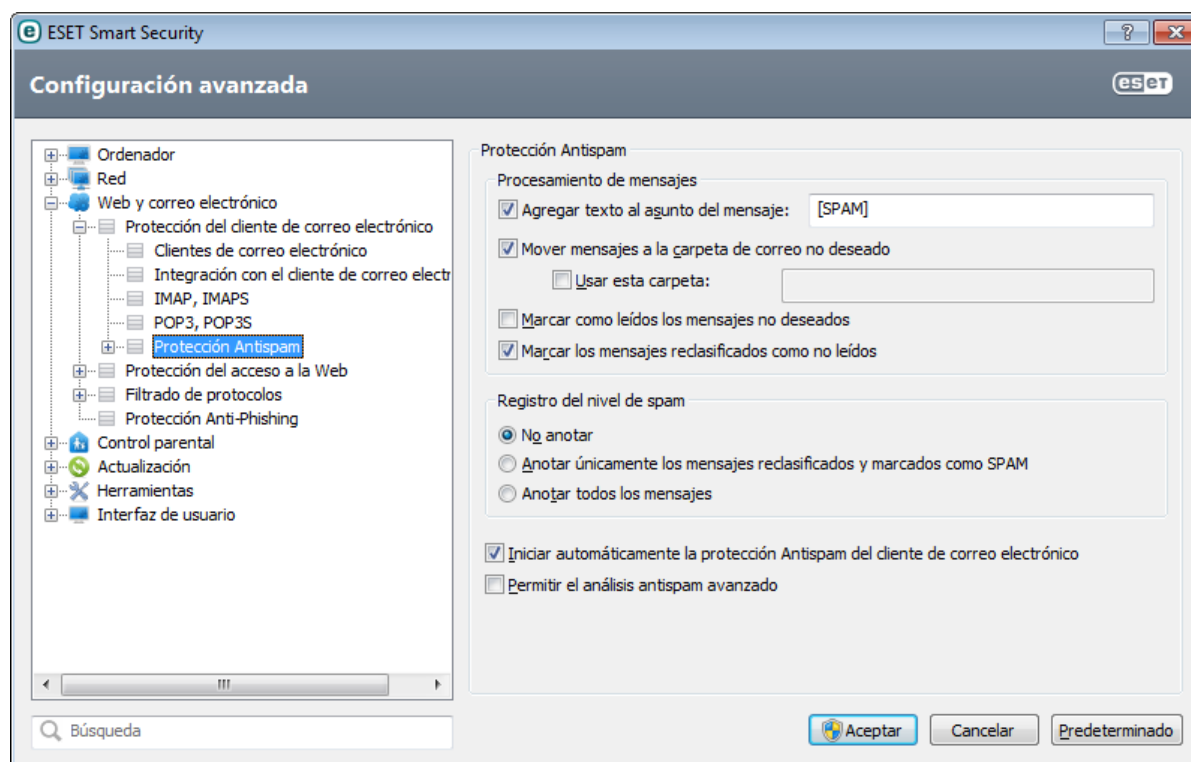 ESET Smart Security
Configuración avanzada
eseT
Ordenador
Red
Web y correo electrónico
Protección del cliente de correo electrónico
Clientes de correo electrónico
Integración con el cliente de correo electr
IMAP, IMAPS
POP3, POP3S
Protección Antispam
Protección del acceso a la Web
Filtrado de protocolos
Protección Anti-Phishing
Control parental
Actualización
Herramientas
Interfaz de usuario
Búsqueda
Protección Antispam
Procesamiento de mensajes
Agregar texto al asunto del mensaje: [SPAM]
Mover mensajes a la carpeta de correo no deseado
Usar esta carpeta:
Marcar como leídos los mensajes no deseados
Marcar los mensajes reclasificados como no leídos
Registro del nivel de spam
No anotar
Anotar únicamente los mensajes reclasificados y marcados como SPAM
Anotar todos los mensajes
Iniciar automáticamente la protección Antispam del cliente de correo electrónico
Permitir el análisis antispam avanzado
Aceptar Cancelar Predeterminado